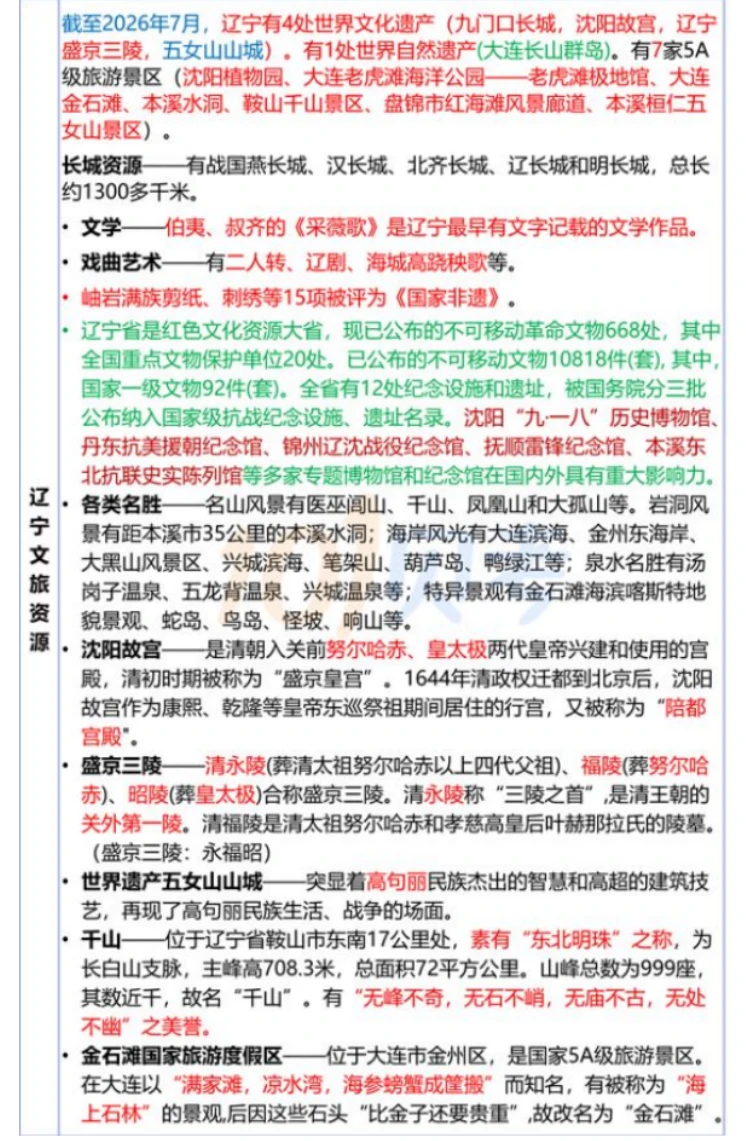 截至2026年7月，辽宁有4处世界文化遗产（九门口长城，沈阳故宫，辽宁
盛京三陵，五女山山城）。有1处世界自然遗产(大连长山群岛)。有7家5A
级旅游景区（沈阳植物园、大连老虎滩海洋公园——老虎滩极地馆、大连
金石滩、本溪水洞、鞍山千山景区、盘锦市红海滩风景廊道、本溪桓仁五
女山景区）。
长城资源——有战国燕长城、汉长城、北齐长城、辽长城和明长城，总长
约1300多千米。
• 文学——伯夷、叔齐的《采薇歌》是辽宁最早有文字记载的文学作品。
• 戏曲艺术——有二人转、辽剧、海城高跷秧歌等。
• 岫岩满族剪纸、刺绣等15项被评为《国家非遗》。
• 辽宁省是红色文化资源大省，现已公布的不可移动革命文物668处，其中
全国重点文物保护单位20处。已公布的不可移动文物10818件(套),其中，
国家一级文物92件(套)。全省有12处纪念设施和遗址，被国务院分三批
公布纳入国家级抗战纪念设施、遗址名录。沈阳“九·一八”历史博物馆、
丹东抗美援朝纪念馆、锦州辽沈战役纪念馆、抚顺雷锋纪念馆、本溪东
北抗联史实陈列馆等多家专题博物馆和纪念馆在国内外具有重大影响力。
辽宁文旅资源
• 各类名胜——名山风景有医巫闾山、千山、凤凰山和大孤山等。岩洞风
景有距本溪市35公里的本溪水洞；海岸风光有大连滨海、金州东海岸、
大黑山风景区、兴城滨海、笔架山、葫芦岛、鸭绿江等；泉水名胜有汤
岗子温泉、五龙背温泉、兴城温泉等；特异景观有金石滩海滨喀斯特地
貌景观、蛇岛、鸟岛、怪坡、响山等。
• 沈阳故宫——是清朝入关前努尔哈赤、皇太极两代皇帝兴建和使用的宫
殿，清初时期被称为“盛京皇宫”。1644年清政权迁都到北京后，沈阳
故宫作为康熙、乾隆等皇帝东巡祭祖期间居住的行宫，又被称为“陪都
宫殿"。
• 盛京三陵——清永陵(葬清太祖努尔哈赤以上四代父祖)、福陵(葬努尔哈
赤)、昭陵(葬皇太极)合称盛京三陵。清永陵称“三陵之首”,是清王朝的
关外第一陵。清福陵是清太祖努尔哈赤和孝慈高皇后叶赫那拉氏的陵墓。
（盛京三陵：永福昭）
• 世界遗产五女山山城——突显着高句丽民族杰出的智慧和高超的建筑技
艺，再现了高句丽民族生活、战争的场面。
• 千山——位于辽宁省鞍山市东南17公里处，素有“东北明珠”之称，为
长白山支脉，主峰高708.3米，总面积72平方公里。山峰总数为999座，
其数近千，故名“千山”。有“无峰不奇，无石不峭，无庙不古，无处
不幽”之美誉。
• 金石滩国家旅游度假区——位于大连市金州区，是国家5A级旅游景区。
在大连以“满家滩，凉水湾，海参螃蟹成筐搬”而知名，有被称为“海
上石林”的景观,后因这些石头“比金子还要贵重”,故改名为“金石滩”。